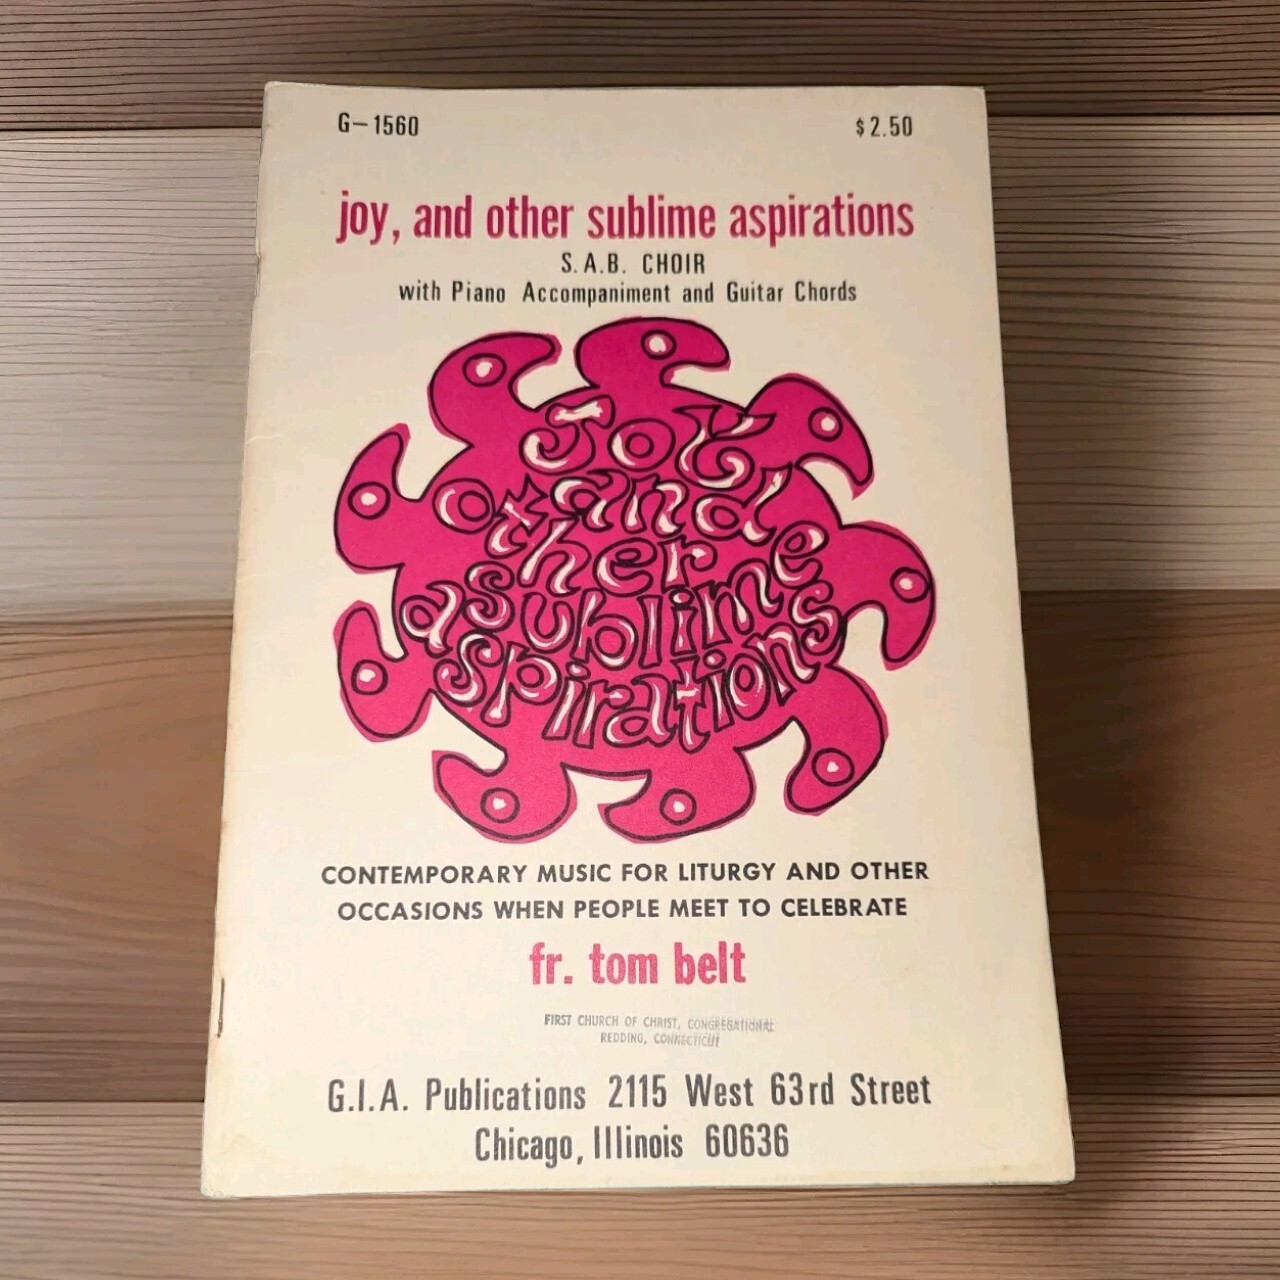 G-1560 $2.50
joy, and other sublime aspirations
S.A.B. CHOIR
with Piano Accompaniment and Guitar Chords
Joy
and
other
sublime
aspirations
CONTEMPORARY MUSIC FOR LITURGY AND OTHER
OCCASIONS WHEN PEOPLE MEET TO CELEBRATE
fr. tom belt
FIRST CHURCH OF CHRIST, CONGREGATIONAL
REDDING, CONNECTICUT
G.I.A. Publications 2115 West 63rd Street
Chicago, Illinois 60636